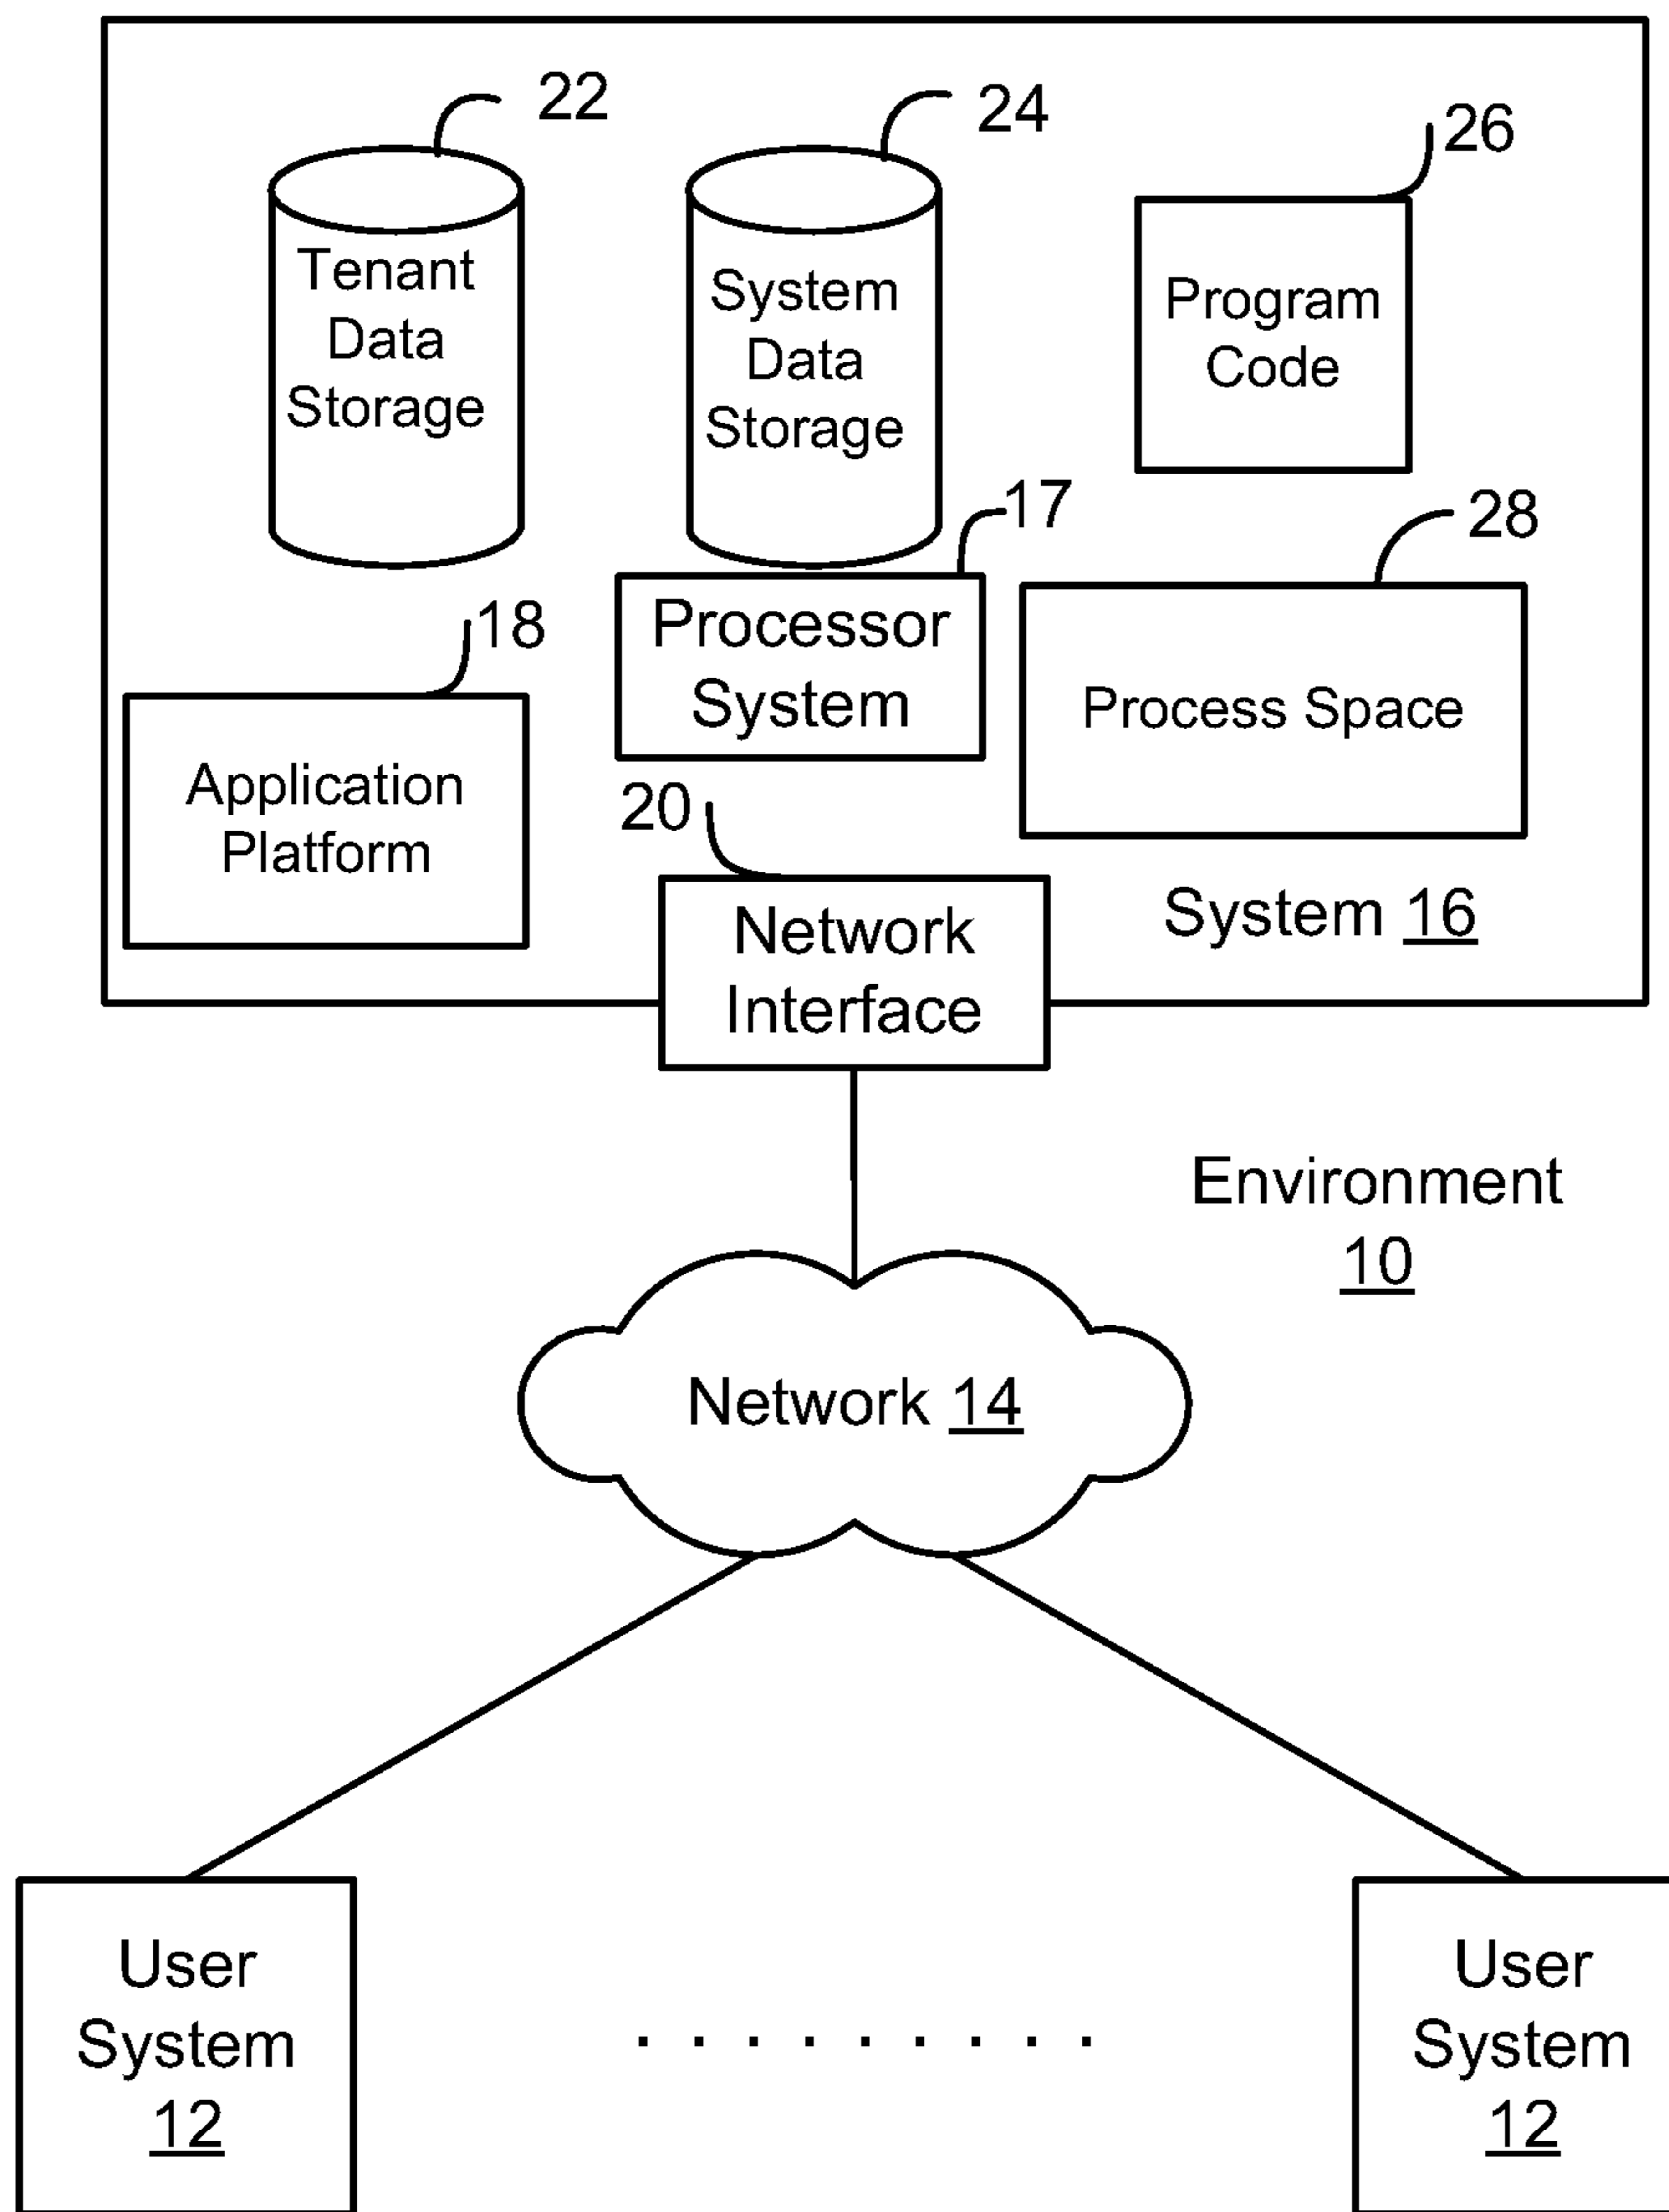 22
24
26
Tenant
Data
Storage
System
Data
Storage
Program
Code
17
28
18
Processor
System
Process Space
Application
Platform
20
Network
Interface
System 16
Environment
10
Network 14
User
System
12
. . . . . . . . .
User
System
12